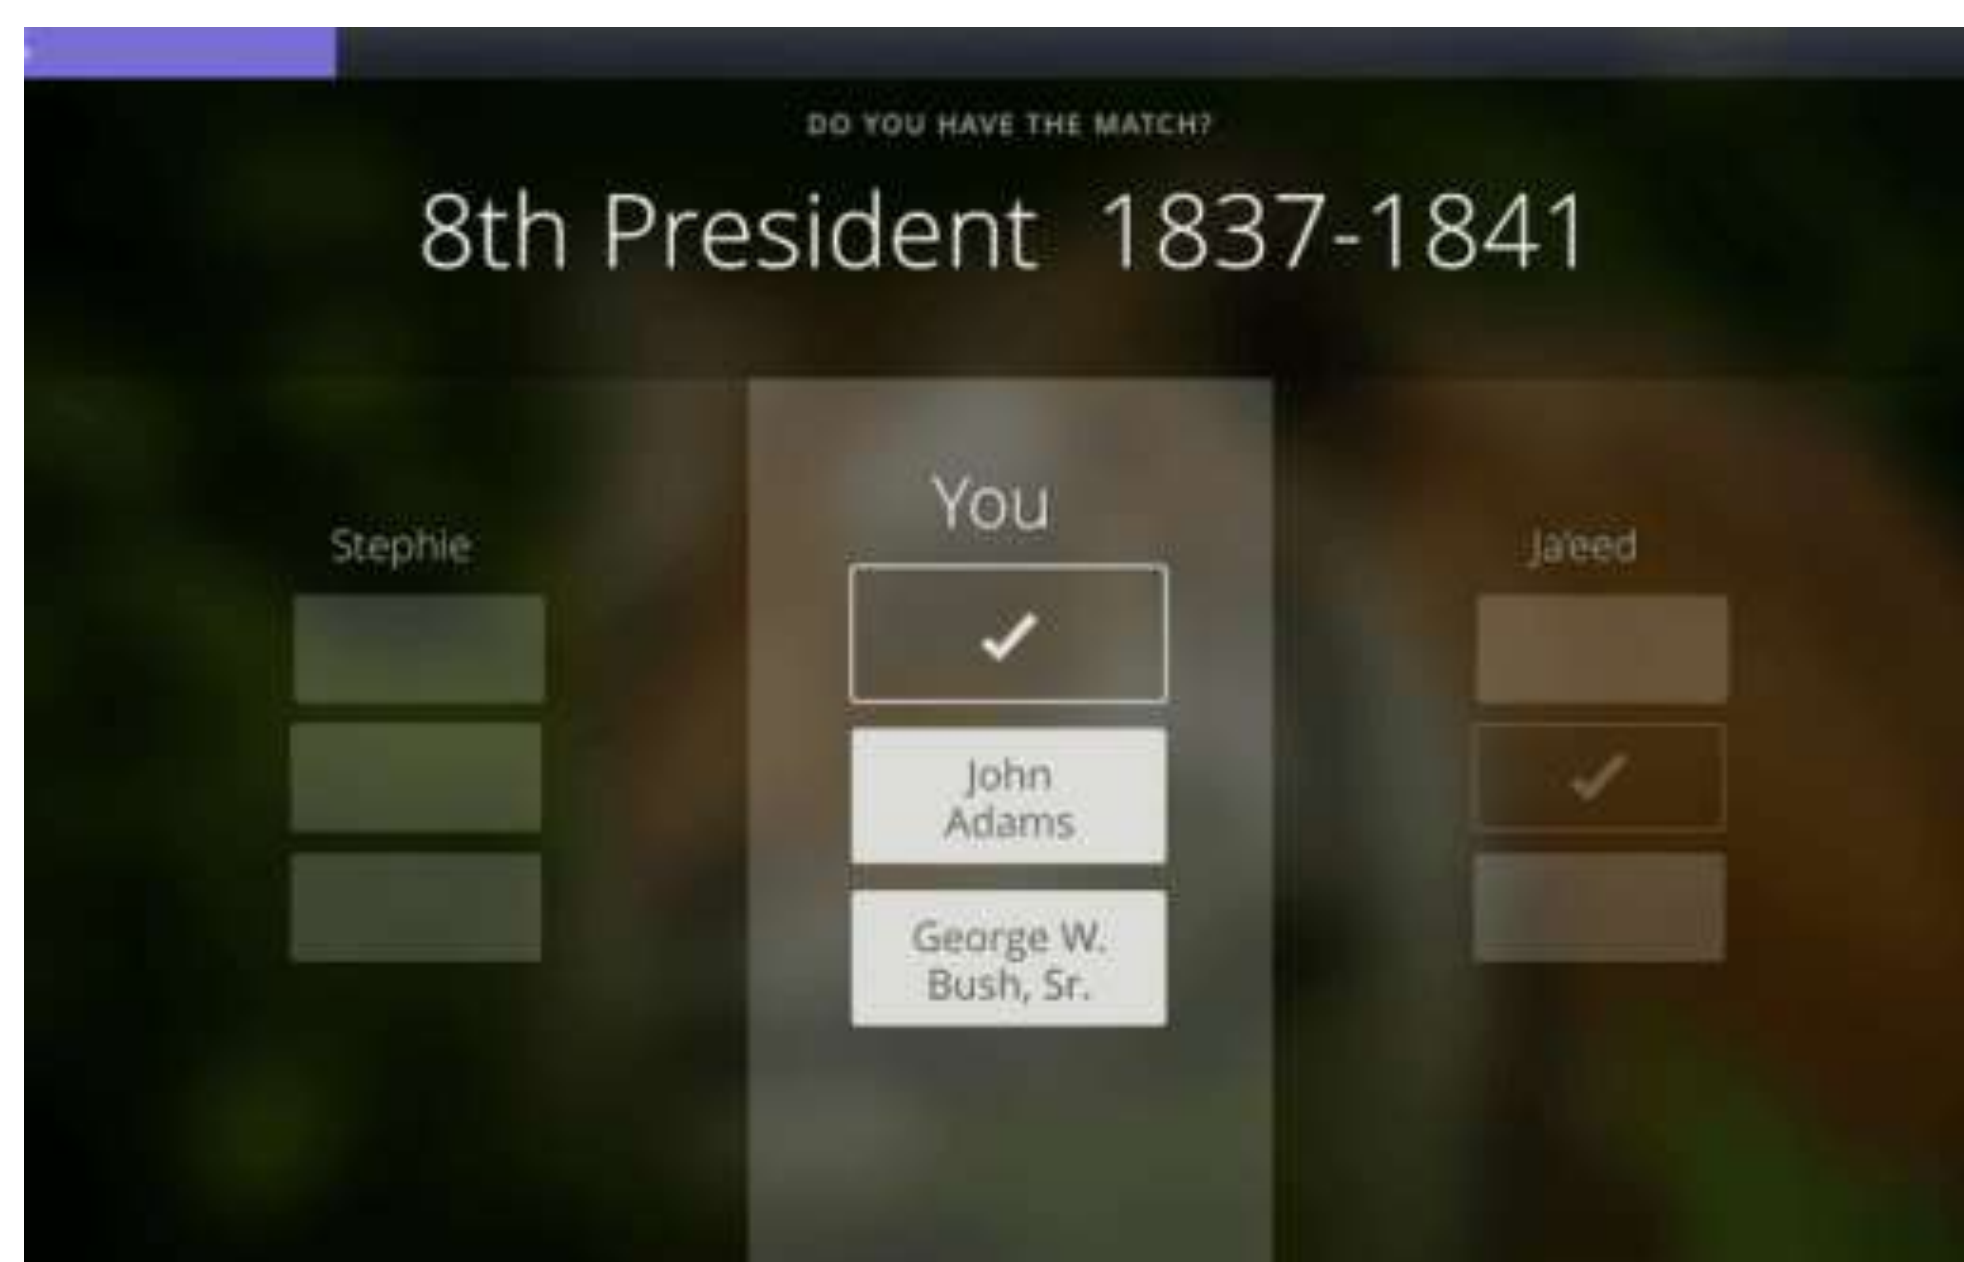 DO YOU HAVE THE MATCH?
8th President 1837-1841
You
Stephie
Ja'eed
John
Adams
George W.
Bush, Sr.